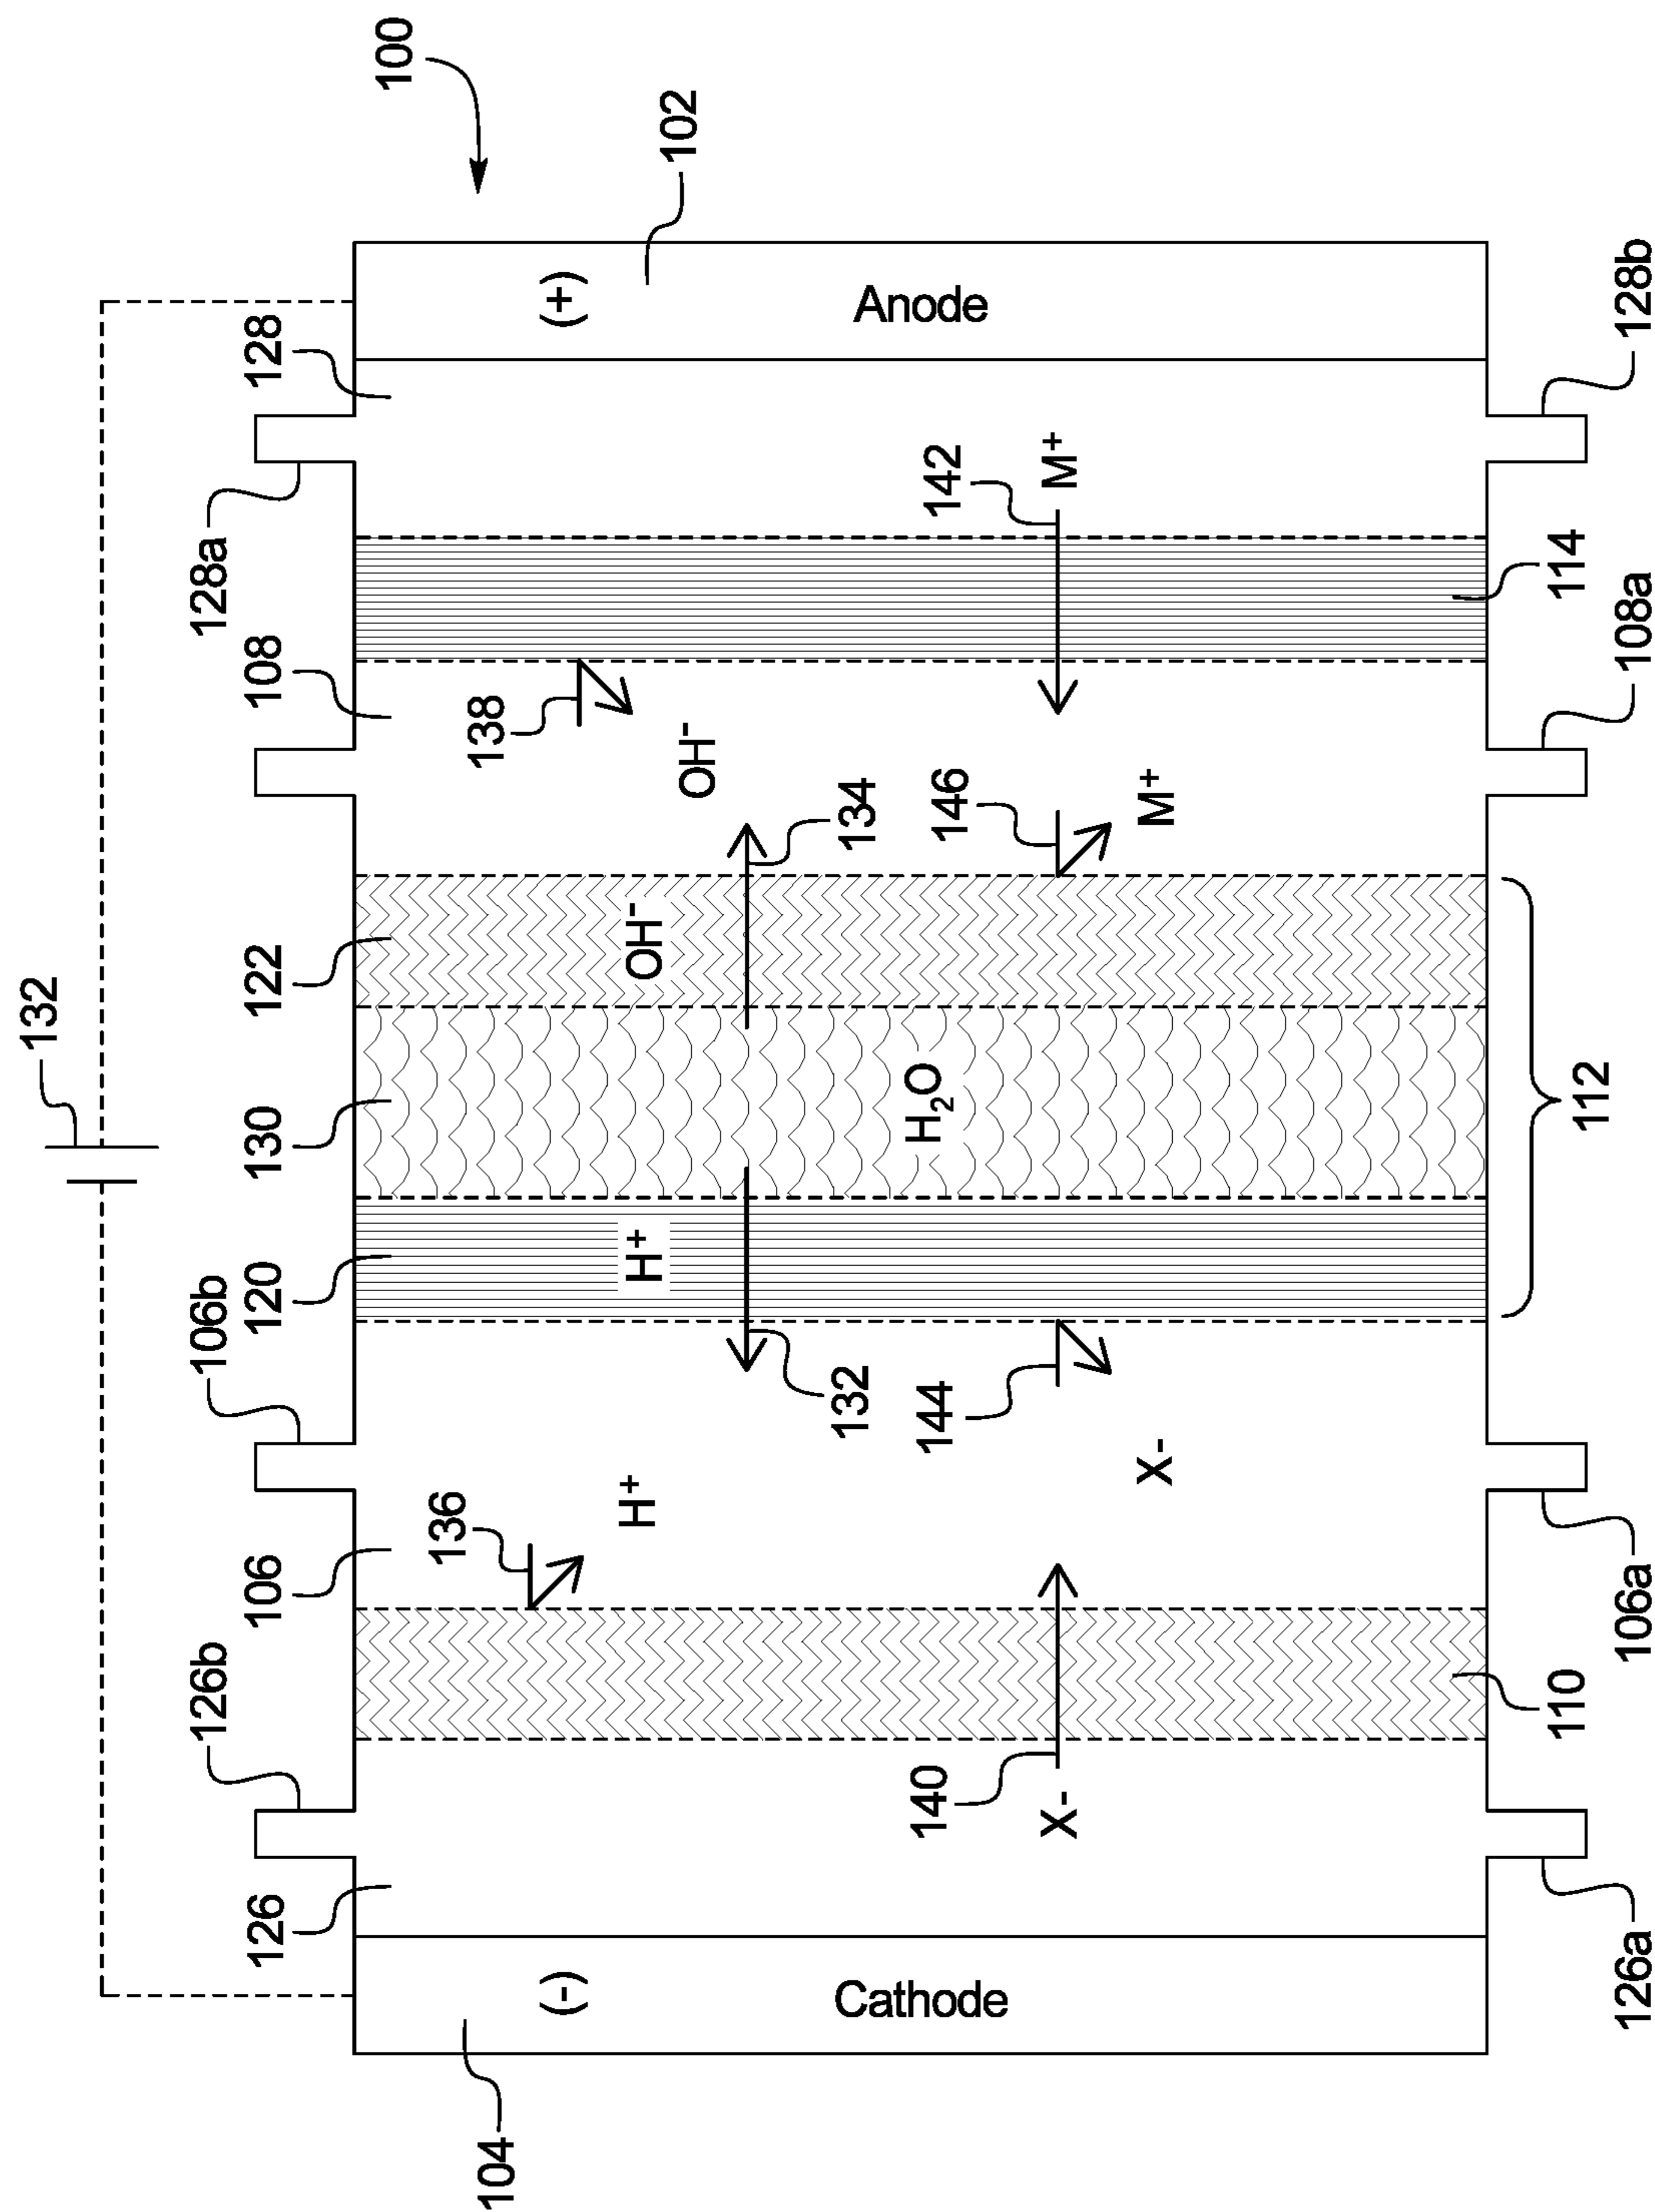 100
132
102
128
128a
108
122
130
120
106b
106
126b
126
104
(+)
(-)
138
136
OH⁻
OH⁻
H⁺
H⁺
134
132
Anode
H₂O
Cathode
142
146
144
140
M⁺
X-
M⁺
X-
128b
114
108a
112
106a
110
126a